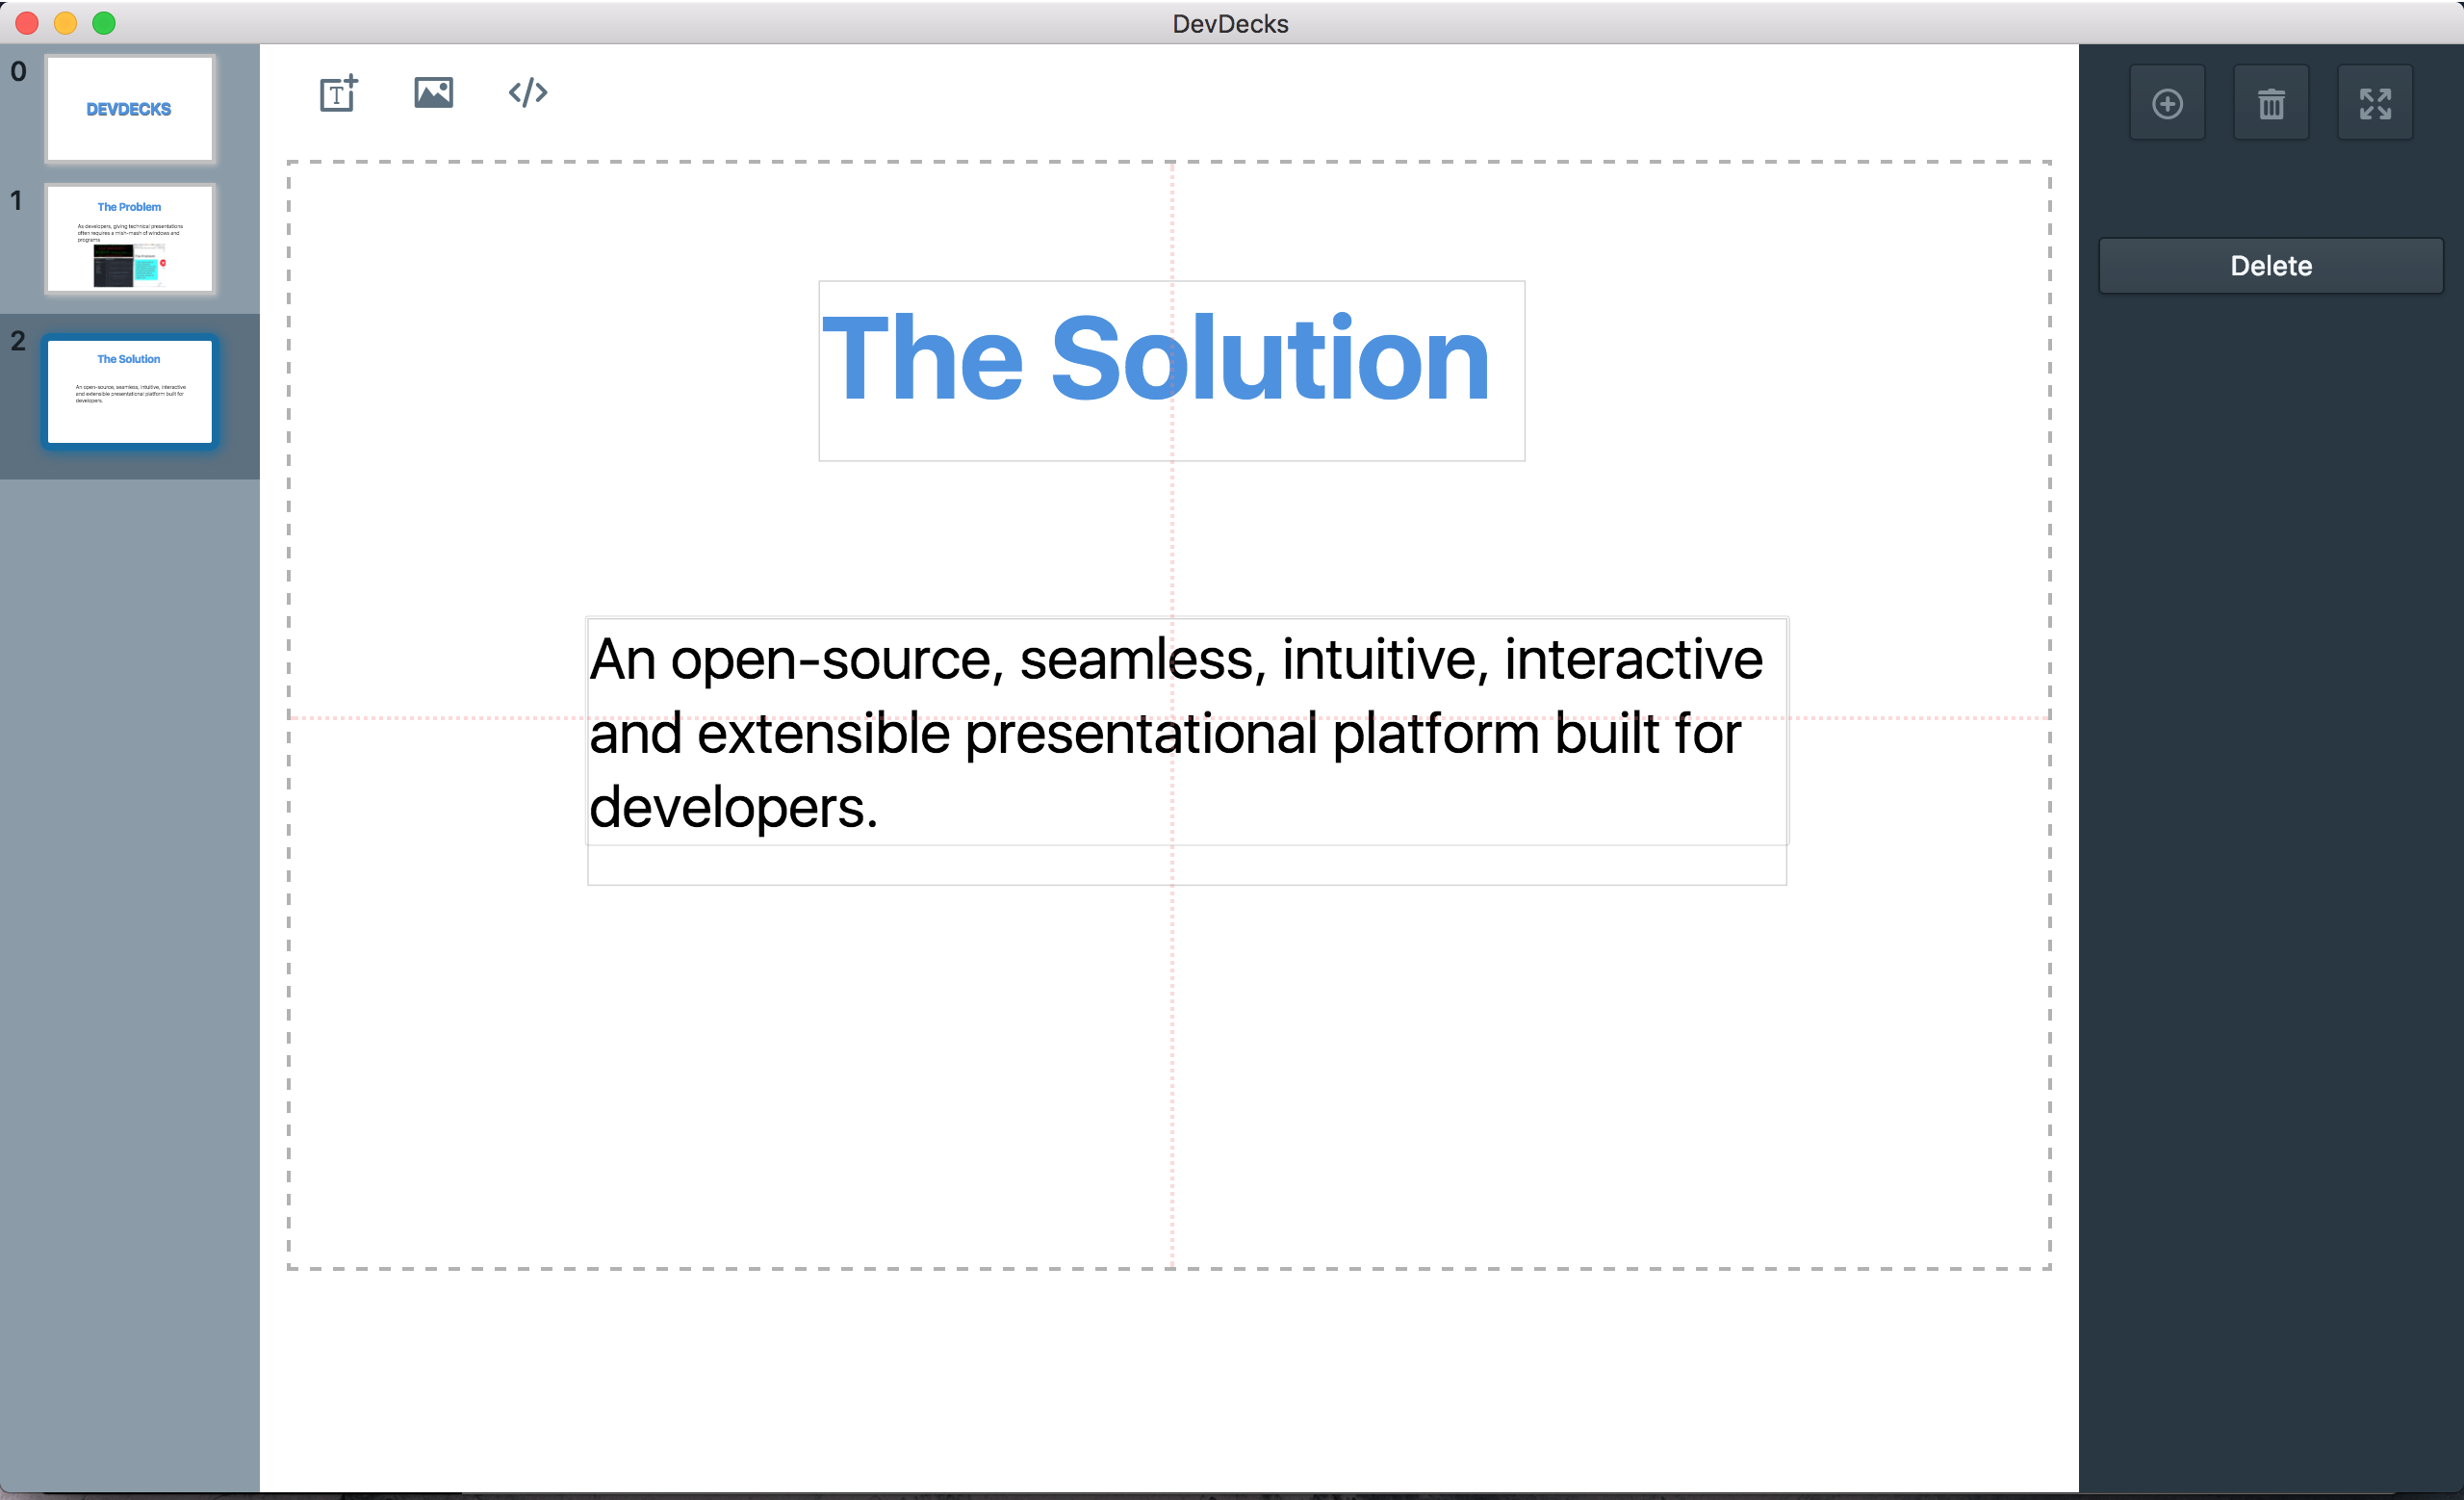 DevDecks
0
DEVDECKS
1
The Problem
As developers, giving technical presentations
often requires a mish-mash of windows and
programs
2
The Solution
An open-source, seamless, intuitive, interactive
and extensible presentational platform built for
developers.
T
</>
The Solution
An open-source, seamless, intuitive, interactive
and extensible presentational platform built for
developers.
Delete